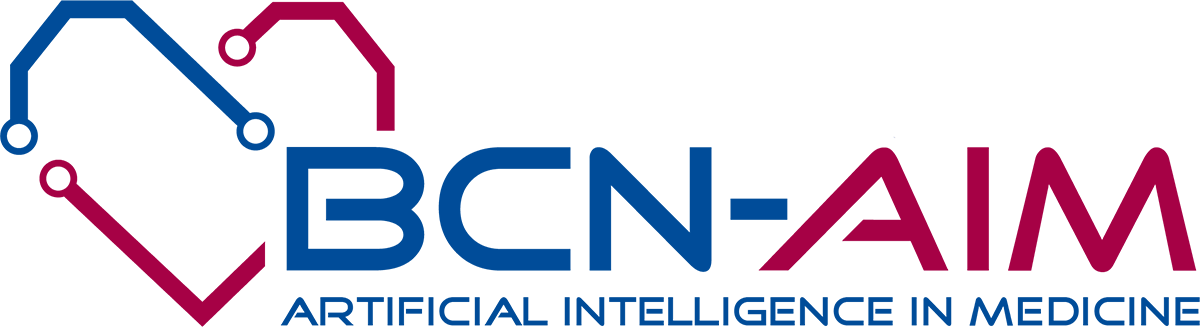 BCN-AIM
ARTIFICIAL INTELLIGENCE IN MEDICINE